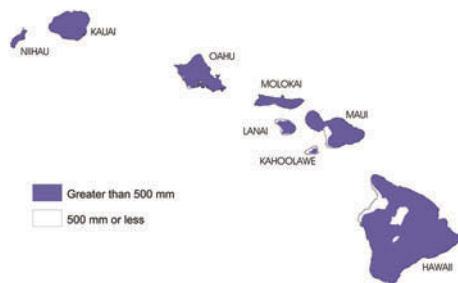 KAUAI
NIIHAU
OAHU
MOLOKAI
MAUI
LANAI
KAHOOLAWE
Greater than 500 mm
500 mm or less
HAWAII